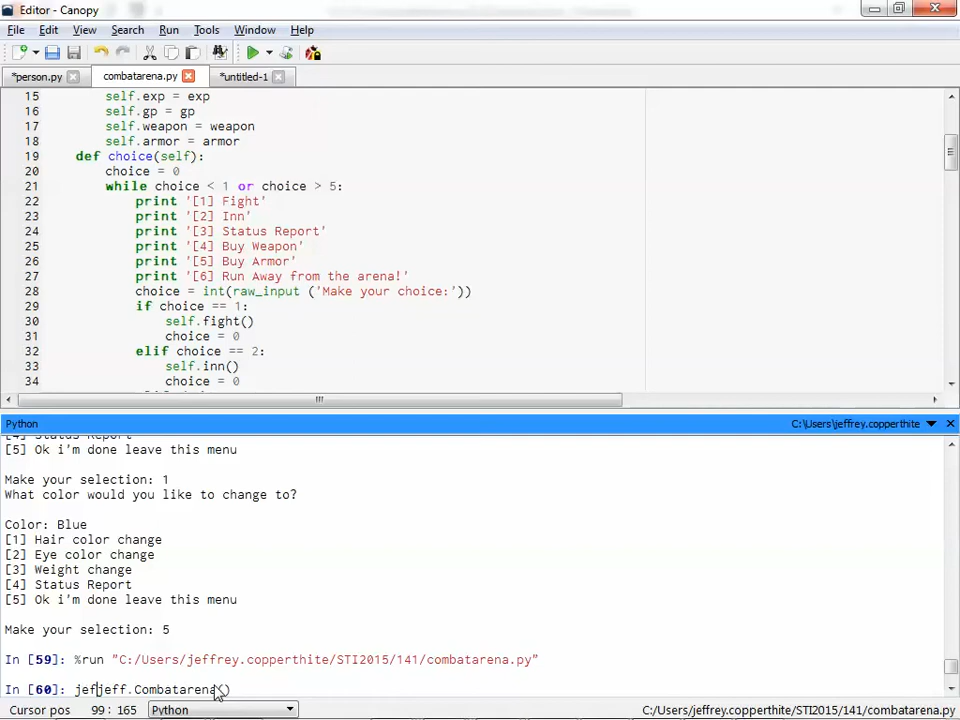 Editor - Canopy
File Edit View Search Run Tools Window Help
*person.py combatarena.py *untitled-1
15 self.exp = exp
16 self.gp = gp
17 self.weapon = weapon
18 self.armor = armor
19 def choice(self):
20 choice = 0
21 while choice < 1 or choice > 5:
22 print '[1] Fight'
23 print '[2] Inn'
24 print '[3] Status Report'
25 print '[4] Buy Weapon'
26 print '[5] Buy Armor'
27 print '[6] Run Away from the arena!'
28 choice = int(raw_input ('Make your choice:'))
29 if choice == 1:
30 self.fight()
31 choice = 0
32 elif choice == 2:
33 self.inn()
34 choice = 0
Python C:\Users\jeffrey.copperthite
[4] Status Report
[5] Ok i'm done leave this menu
Make your selection: 1
What color would you like to change to?
Color: Blue
[1] Hair color change
[2] Eye color change
[3] Weight change
[4] Status Report
[5] Ok i'm done leave this menu
Make your selection: 5
In [59]: %run "C:/Users/jeffrey.copperthite/STI2015/141/combatarena.py"
In [60]: jefjeff.Combatarena()
Cursor pos 99 : 165 Python C:/Users/jeffrey.copperthite/STI2015/141/combatarena.py